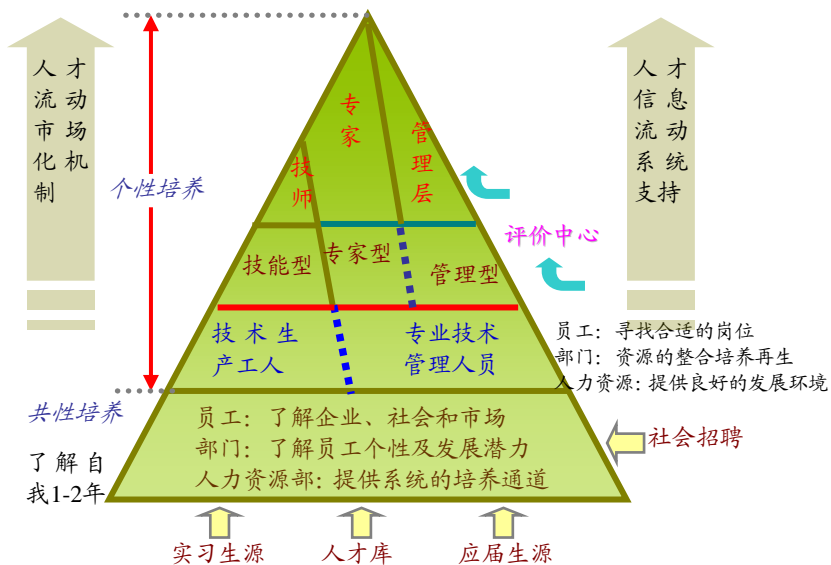 人 才
流 动
市 场
化 机
制
个性培养
共性培养
了 解 自
我1-2年
专
家
技
师
管
理
层
技能型
专家型
管理型
技 术 生
产工人
专业技术
管理人员
员工：了解企业、社会和市场
部门：了解员工个性及发展潜力
人力资源部：提供系统的培养通道
人 才
信 息
流 动
系 统
支持
评价中心
员工：寻找合适的岗位
部门：资源的整合培养再生
人力资源：提供良好的发展环境
社会招聘
实习生源
人才库
应届生源